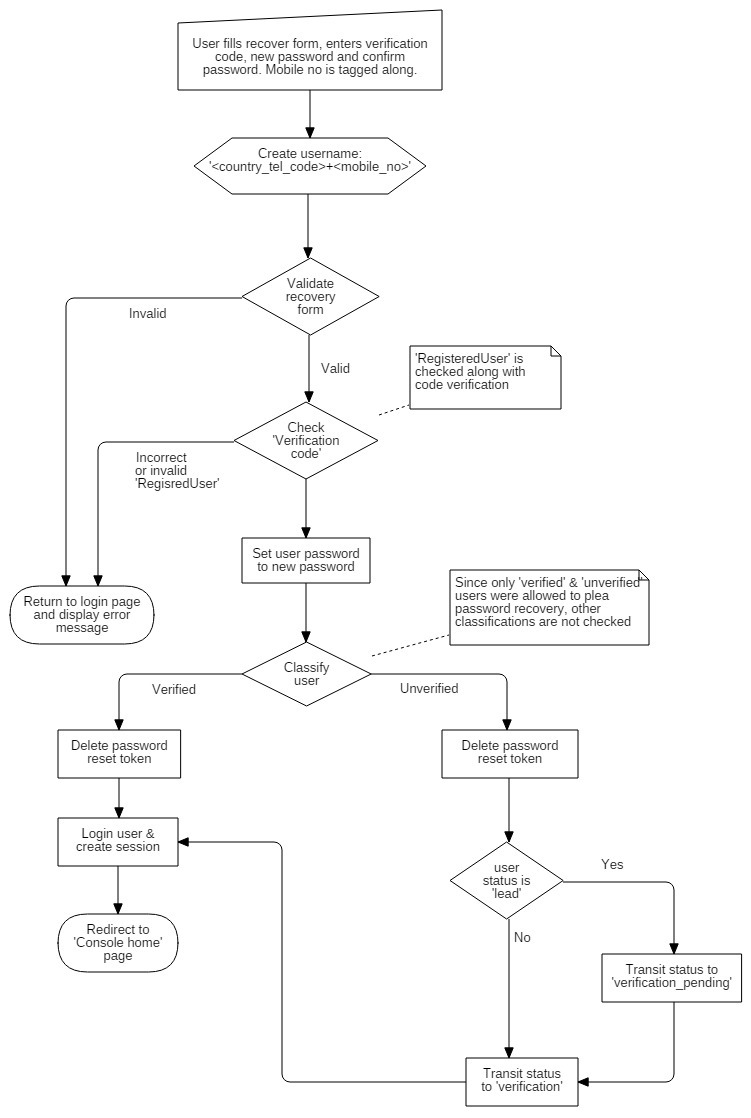 User fills recover form, enters verification
code, new password and confirm
password. Mobile no is tagged along.
Create username:
'<country_tel_code>+<mobile_no>'
Validate
recovery
form
Invalid
Valid
'RegisteredUser' is
checked along with
code verification
Check
'Verification
code'
Incorrect
or invalid
'RegisredUser'
Set user password
to new password
Return to login page
and display error
message
Since only 'verified' & 'unverified'
users were allowed to plea
password recovery, other
classifications are not checked
Classify
user
Verified
Unverified
Delete password
reset token
Delete password
reset token
Login user &
create session
user
status is
'lead'
Yes
Redirect to
'Console home'
page
No
Transit status to
'verification_pending'
Transit status
to 'verification'